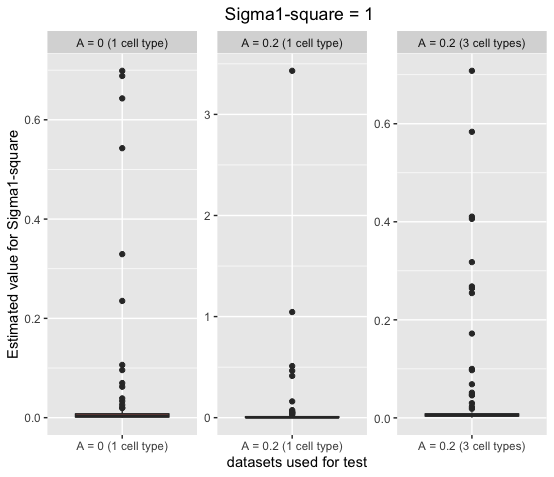 Sigma1-square = 1
A = 0 (1 cell type)
A = 0.2 (1 cell type)
A = 0.2 (3 cell types)
Estimated value for Sigma1-square
0.6
0.4
0.2
0.0
3
2
1
0
0.6
0.4
0.2
0.0
A = 0 (1 cell type)
A = 0.2 (1 cell type)
A = 0.2 (3 cell types)
datasets used for test